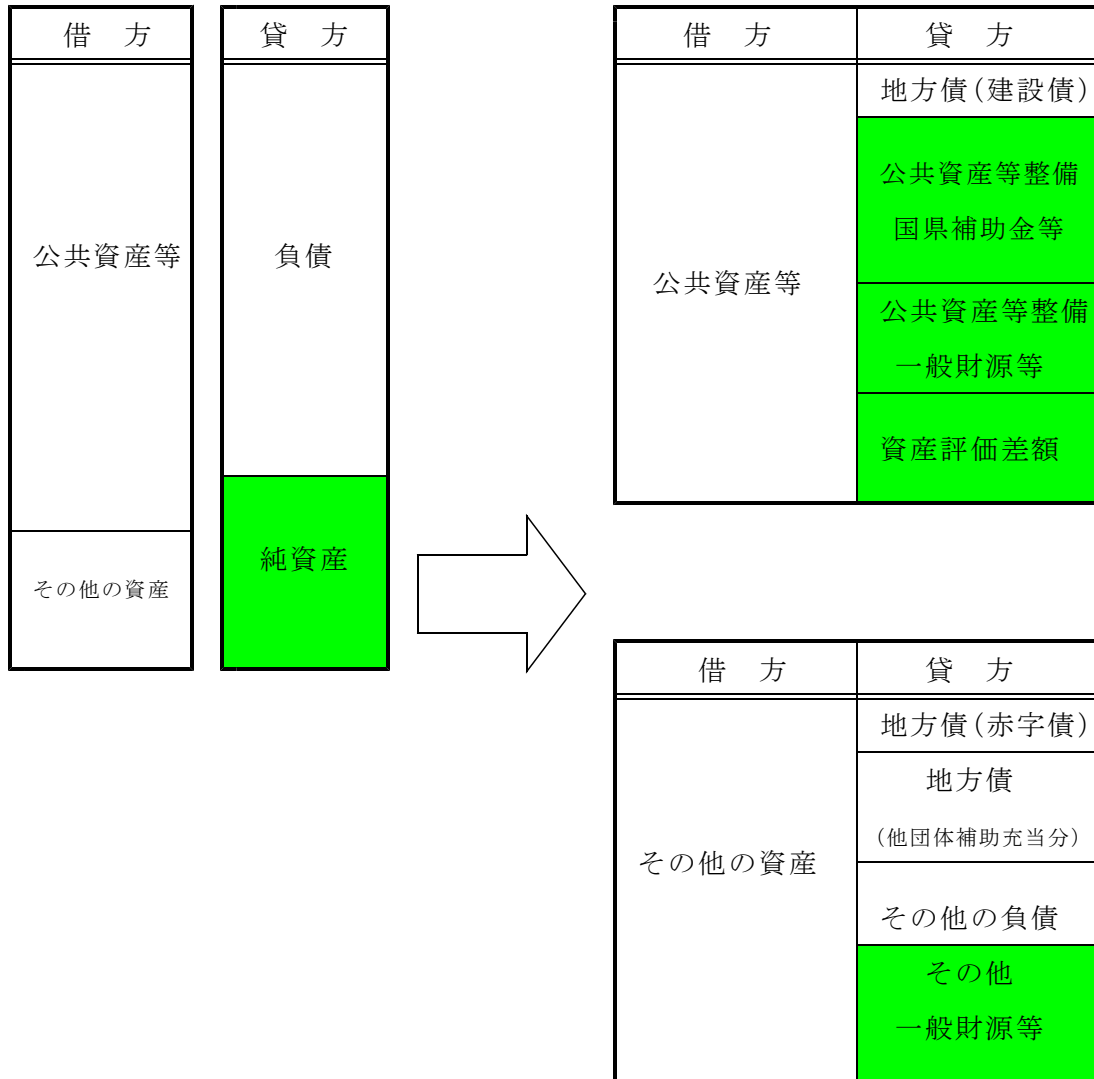 借 方
公共資産等
その他の資産
貸 方
負債
純資産
借 方
貸 方
公共資産等
地方債(建設債)
公共資産等整備
国県補助金等
公共資産等整備
一般財源等
資産評価差額
借 方
貸 方
その他の資産
地方債(赤字債)
地方債
(他団体補助充当分)
その他の負債
その他
一般財源等